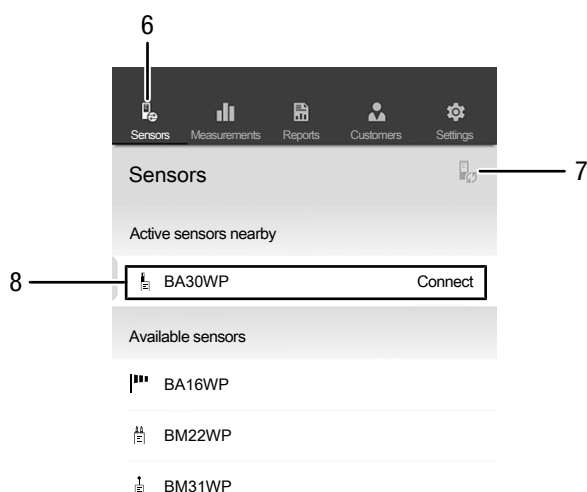 6
Sensors Measurements Reports Customers Settings
Sensors
7
Active sensors nearby
8
BA30WP Connect
Available sensors
BA16WP
BM22WP
BM31WP